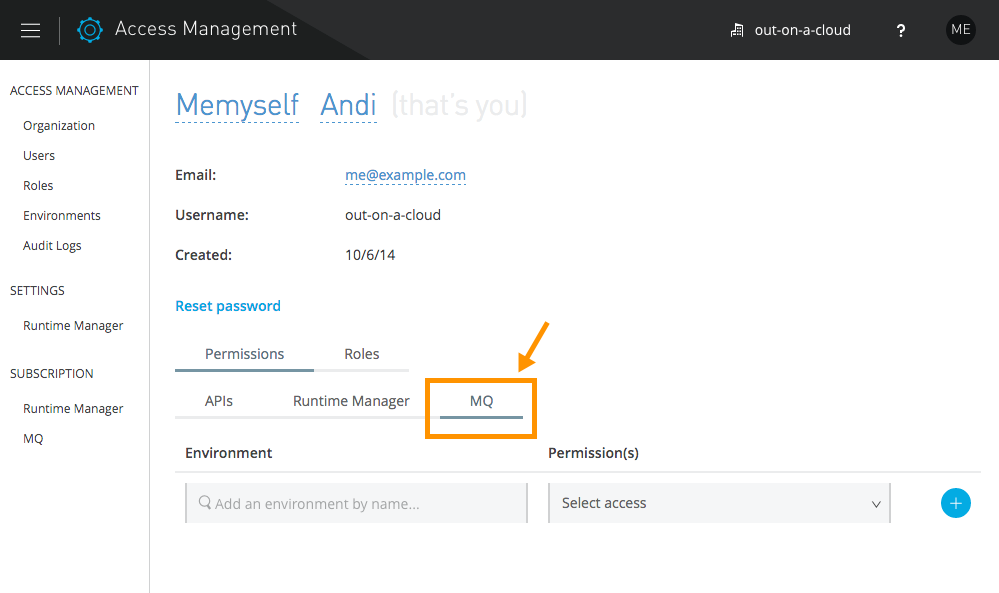 Access Management
out-on-a-cloud
?
ME
ACCESS MANAGEMENT
Organization
Users
Roles
Environments
Audit Logs
SETTINGS
Runtime Manager
SUBSCRIPTION
Runtime Manager
MQ
Memyself Andi (that's you)
Email: me@example.com
Username: out-on-a-cloud
Created: 10/6/14
Reset password
Permissions Roles
APIs Runtime Manager MQ
Environment Permission(s)
Add an environment by name... Select access